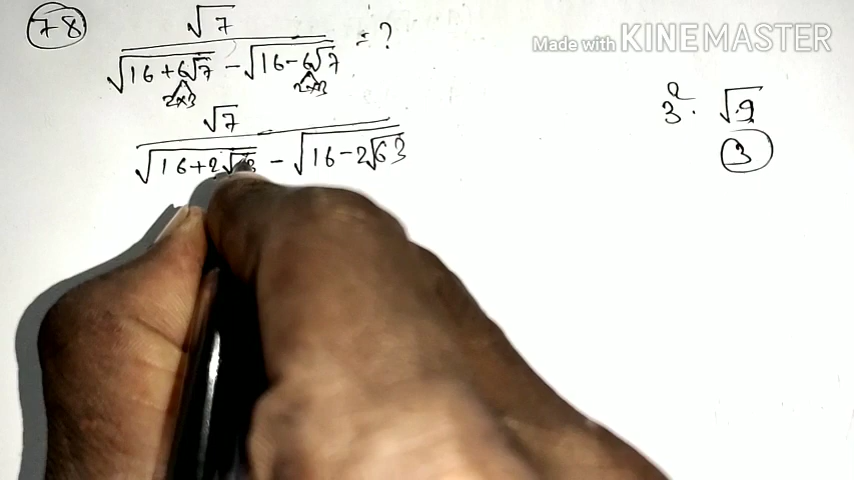 78
√7
√16+6√7 - √16-6√7 = ?
2×3 2×3
√7
√16+2√63 - √16-2√63
3². √9
3
Made with KINEMASTER